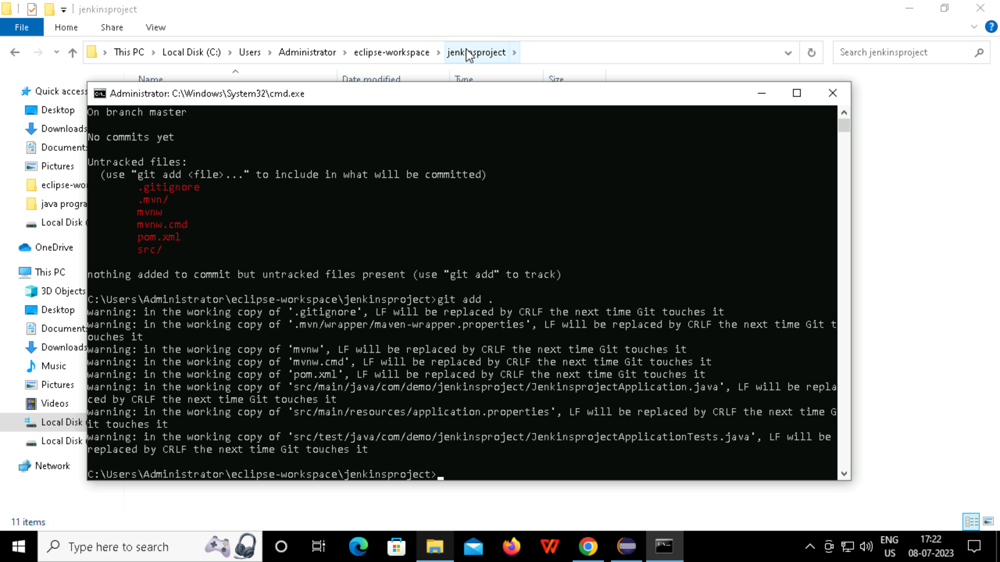 jenkinsproject
File
Home
Share
View
This PC
Local Disk (C:)
Users
Administrator
eclipse-workspace
jenkinsproject
Search jenkinsproject
Name
Date modified
Type
Size
Quick access
Desktop
Downloads
Documents
Pictures
eclipse-wo
java progra
Local Disk
OneDrive
This PC
3D Objects
Desktop
Documents
Downloads
Music
Pictures
Videos
Local Disk
Local Disk
Network
Administrator: C:\Windows\System32\cmd.exe
On branch master
No commits yet
Untracked files:
(use "git add <file>..." to include in what will be committed)
.gitignore
.mvn/
mvnw
mvnw.cmd
pom.xml
src/
nothing added to commit but untracked files present (use "git add" to track)
C:\Users\Administrator\eclipse-workspace\jenkinsproject>git add .
warning: in the working copy of '.gitignore', LF will be replaced by CRLF the next time Git touches it
warning: in the working copy of '.mvn/wrapper/maven-wrapper.properties', LF will be replaced by CRLF the next time Git t
ouches it
warning: in the working copy of 'mvnw', LF will be replaced by CRLF the next time Git touches it
warning: in the working copy of 'mvnw.cmd', LF will be replaced by CRLF the next time Git touches it
warning: in the working copy of 'pom.xml', LF will be replaced by CRLF the next time Git touches it
warning: in the working copy of 'src/main/java/com/demo/jenkinsproject/JenkinsprojectApplication.java', LF will be repla
ced by CRLF the next time Git touches it
warning: in the working copy of 'src/main/resources/application.properties', LF will be replaced by CRLF the next time G
it touches it
warning: in the working copy of 'src/test/java/com/demo/jenkinsproject/JenkinsprojectApplicationTests.java', LF will be
replaced by CRLF the next time Git touches it
C:\Users\Administrator\eclipse-workspace\jenkinsproject>
11 items
Type here to search
ENG
US
17:22
08-07-2023